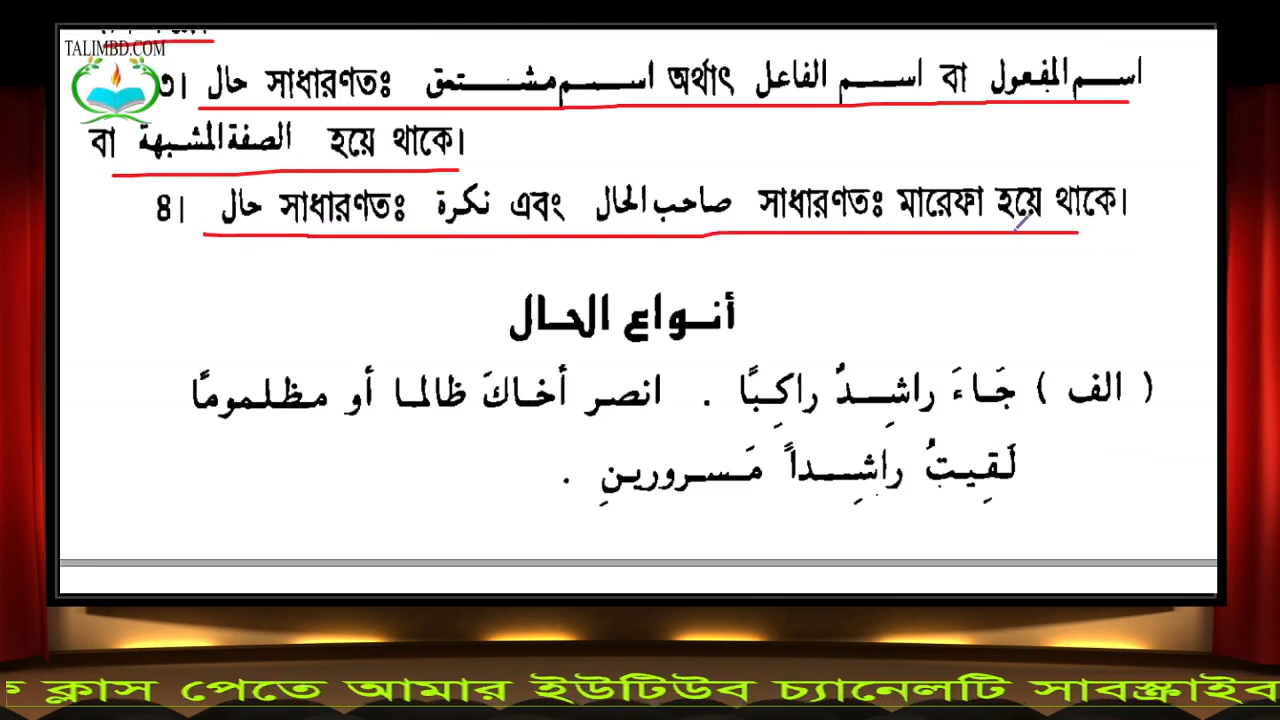 TALIMBD.COM
৩। حال সাধারণতঃ اسم مشتق অর্থাৎ اسم الفاعل বা اسم المفعول
বা الصفة المشبهة হয়ে থাকে।
৪। حال সাধারণতঃ نكرة এবং صاحب الحال সাধারণতঃ মারেফা হয়ে থাকে।
أنواع الحال
( الف ) جَاءَ راشِدُ راكِبًا . انصر أخاكَ ظالما أو مظلومًا
لَقِيتُ راشِداً مَسرورينِ .
ক্লাস পেতে আমার ইউটিউব চ্যানেলটি সাবস্ক্রাইব